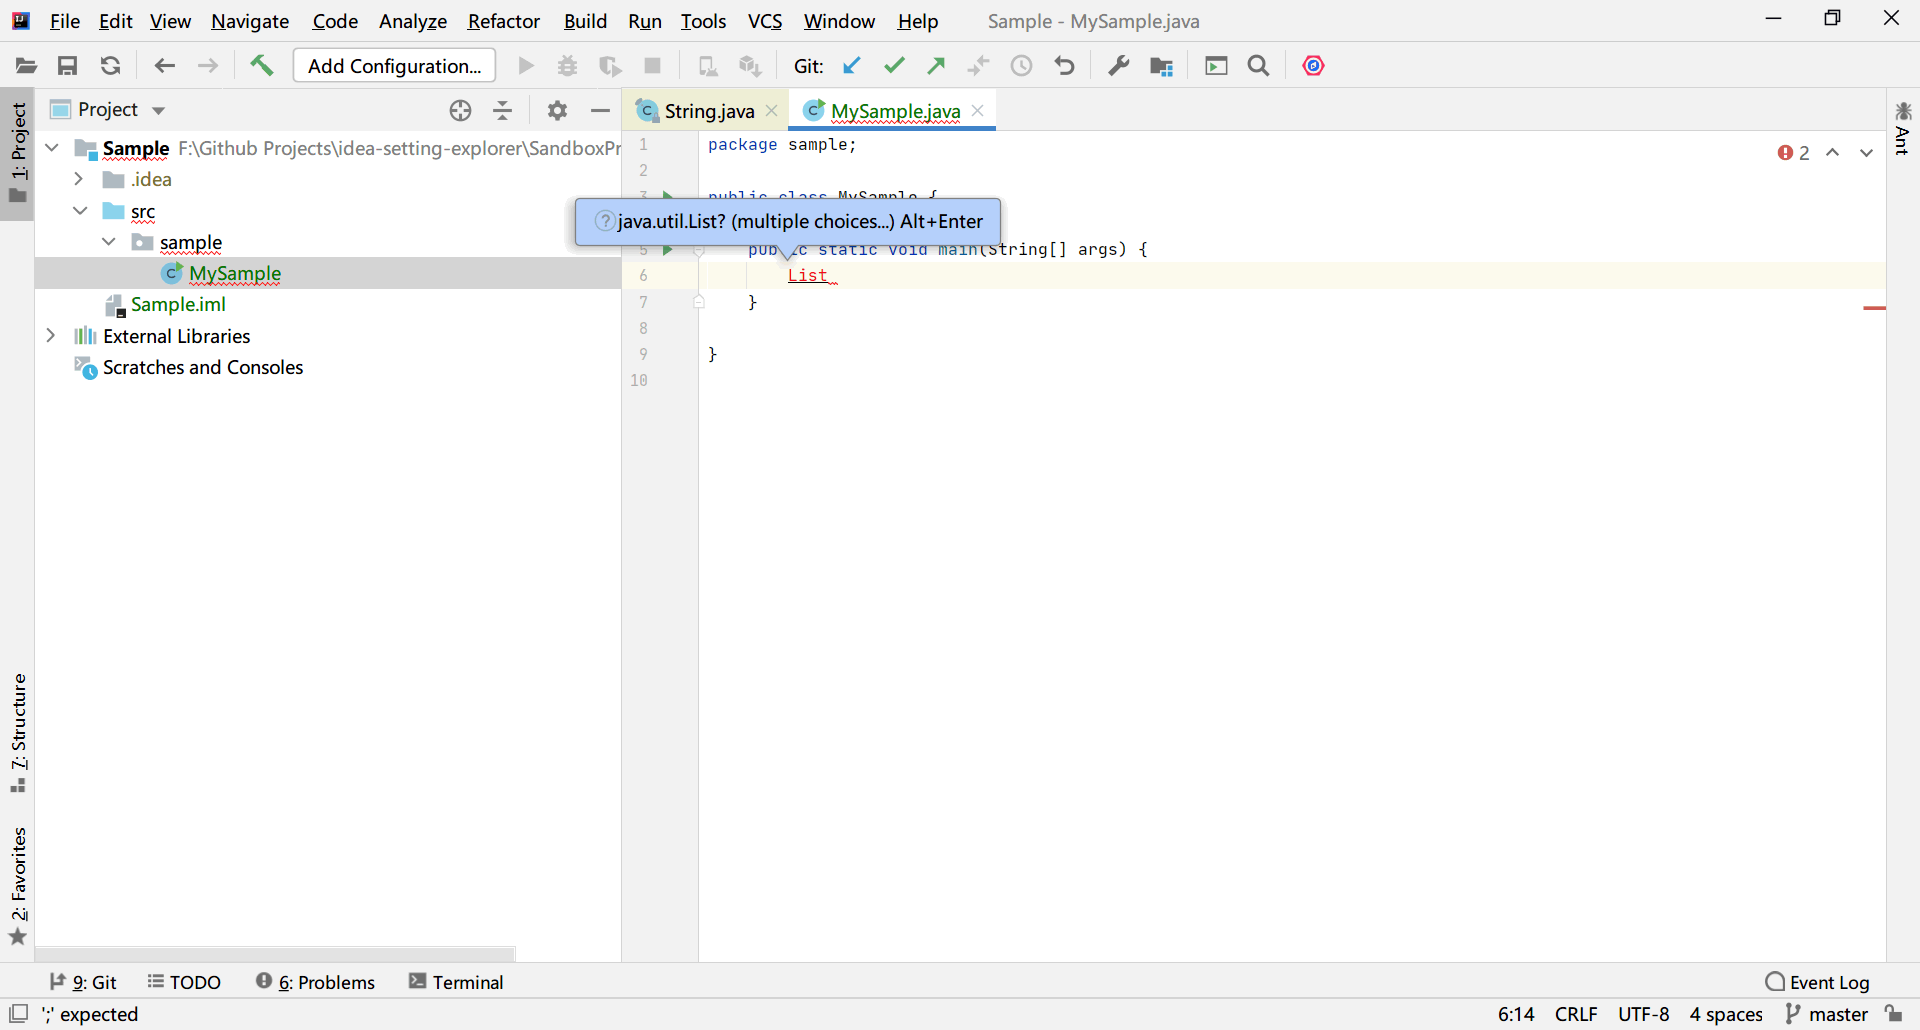 File Edit View Navigate Code Analyze Refactor Build Run Tools VCS Window Help Sample - MySample.java
Add Configuration... Git:
1: Project
Project
String.java
MySample.java
Ant
Sample F:\Github Projects\idea-setting-explorer\SandboxPr
.idea
src
sample
MySample
Sample.iml
External Libraries
Scratches and Consoles
2
1 package sample;
2
3 public class MySample {
java.util.List? (multiple choices...) Alt+Enter
5 public static void main(String[] args) {
6 List
7 }
8
9 }
10
7: Structure
2: Favorites
9: Git TODO 6: Problems Terminal Event Log
';' expected 6:14 CRLF UTF-8 4 spaces master